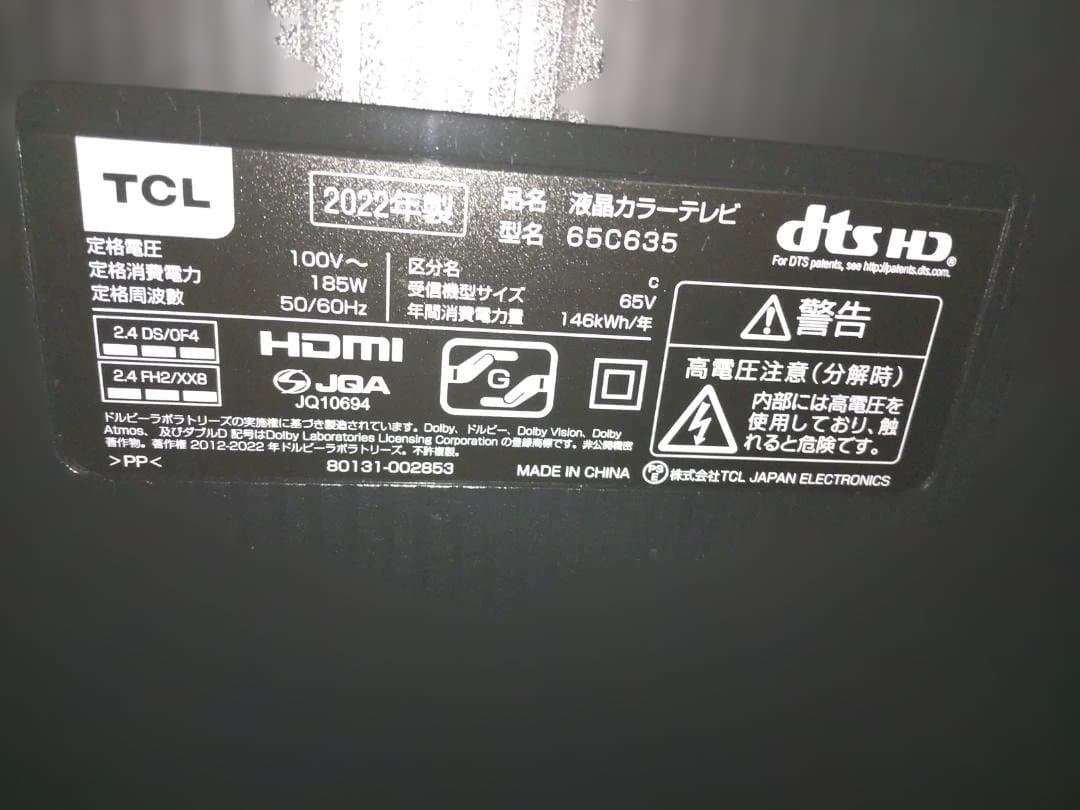 TCL
2022年製
品名 液晶カラーテレビ
型名 65C635
dts HD®
For DTS patents, see http://patents.dts.com.
定格電圧 100V～
定格消費電力 185W
定格周波数 50/60Hz
区分名 C
受信機型サイズ 65V
年間消費電力量 146kWh/年
2.4 DS/OF4
2.4 FH2/XX8
HDMI
JQA
JQ10694
G
警告
高電圧注意(分解時)
内部には高電圧を
使用しており、触
れると危険です。
ドルビーラボラトリーズの実施権に基づき製造されています。Dolby、ドルビー、Dolby Vision、Dolby
Atmos、及びダブルD 記号はDolby Laboratories Licensing Corporation の登録商標です。非公開機密
著作物。著作権 2012-2022 年ドルビーラボラトリーズ。不許複製。
>PP<
80131-002853
MADE IN CHINA
PSE 株式会社TCL JAPAN ELECTRONICS